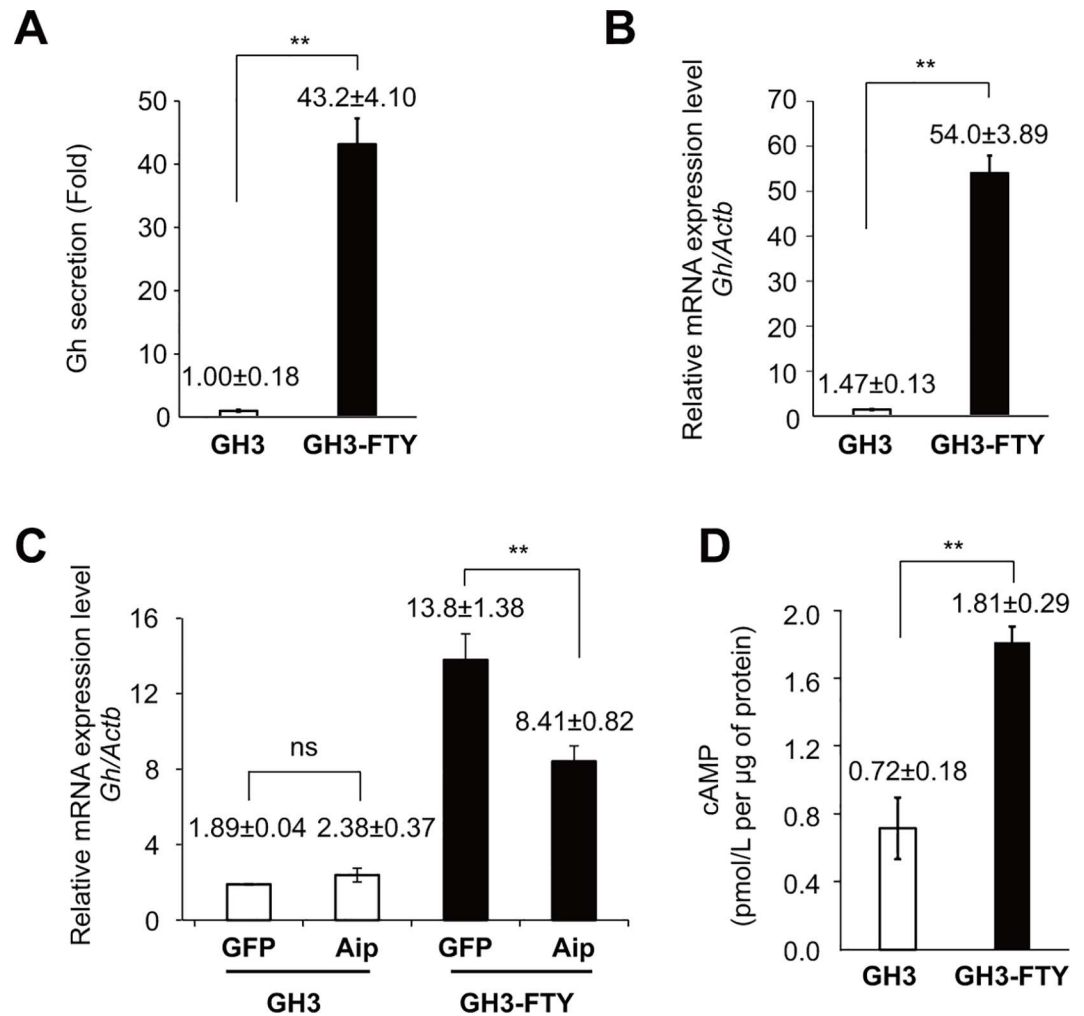 A
**
43.2±4.10
Gh secretion (Fold)
50
40
30
20
10
0
1.00±0.18
GH3 GH3-FTY
B
**
54.0±3.89
Relative mRNA expression level
Gh/Actb
70
60
50
40
30
20
10
0
1.47±0.13
GH3 GH3-FTY
C
**
13.8±1.38
8.41±0.82
ns
1.89±0.04 2.38±0.37
Relative mRNA expression level
Gh/Actb
16
12
8
4
0
GFP Aip GFP Aip
GH3 GH3-FTY
D
**
1.81±0.29
0.72±0.18
cAMP
(pmol/L per μg of protein)
2.0
1.6
1.2
0.8
0.4
0.0
GH3 GH3-FTY